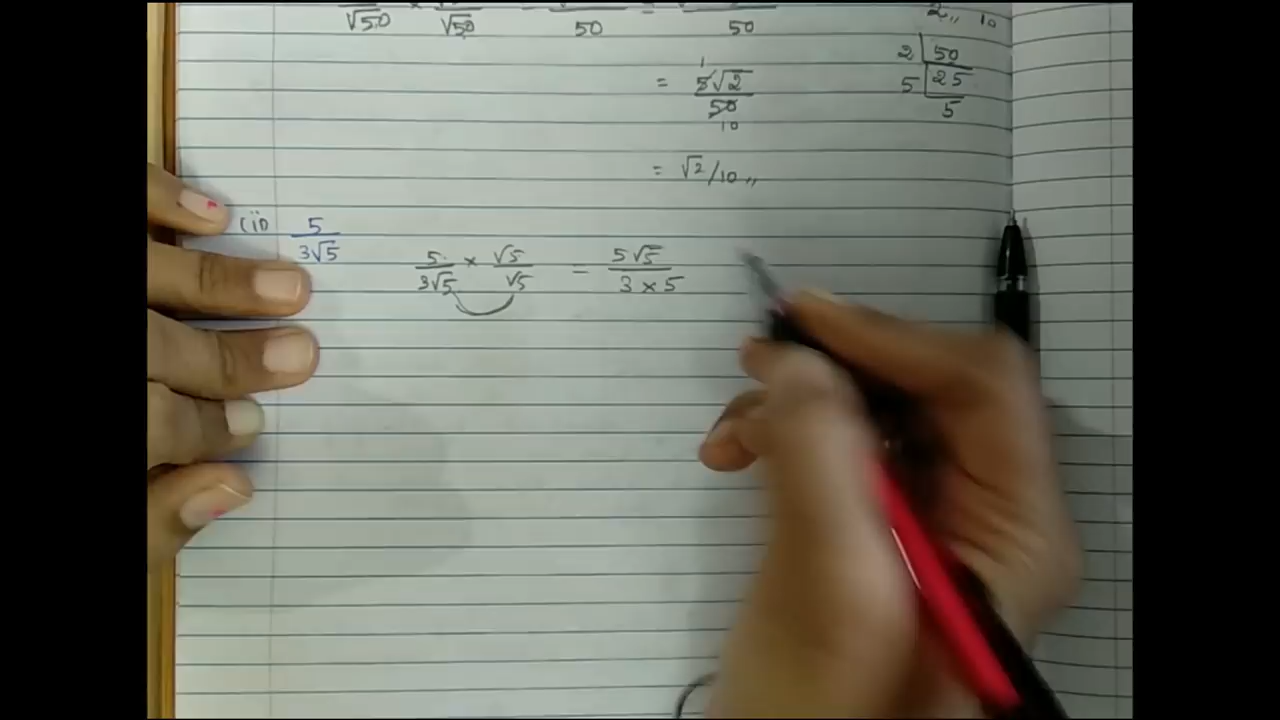 √50 × √50 = 50 = 50
2,, 10
2 | 50
= 5√2 / 50
1
10
5 | 25
5
= √2/10,,
(ii) 5 / 3√5
5 / 3√5 × √5 / √5 = 5√5 / 3 × 5